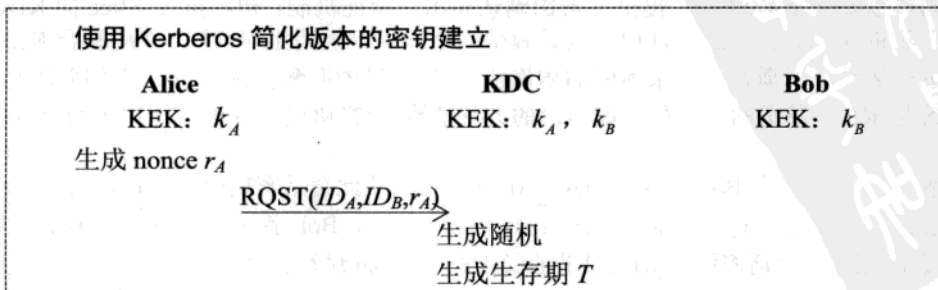 使用 Kerberos 简化版本的密钥建立
Alice KDC Bob
KEK： k_A KEK： k_A ， k_B KEK： k_B
生成 nonce r_A
RQST(ID_A,ID_B,r_A)
生成随机
生成生存期 T